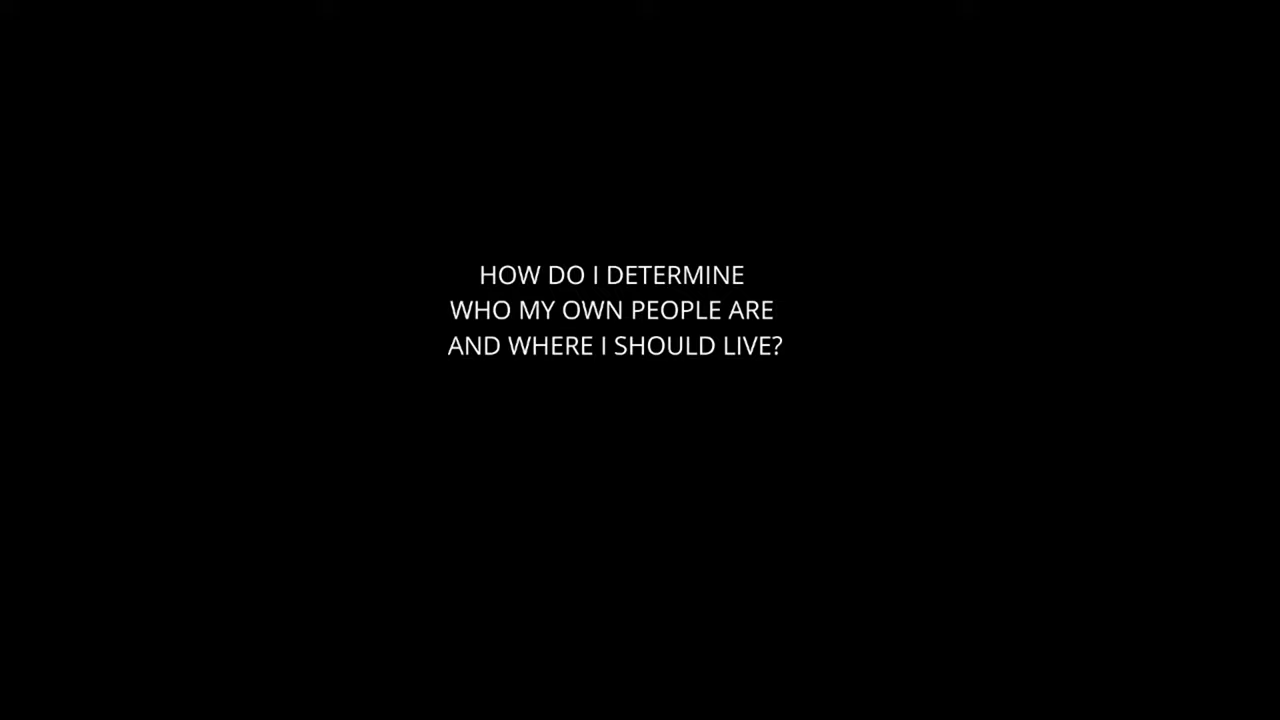 HOW DO I DETERMINE
WHO MY OWN PEOPLE ARE
AND WHERE I SHOULD LIVE?